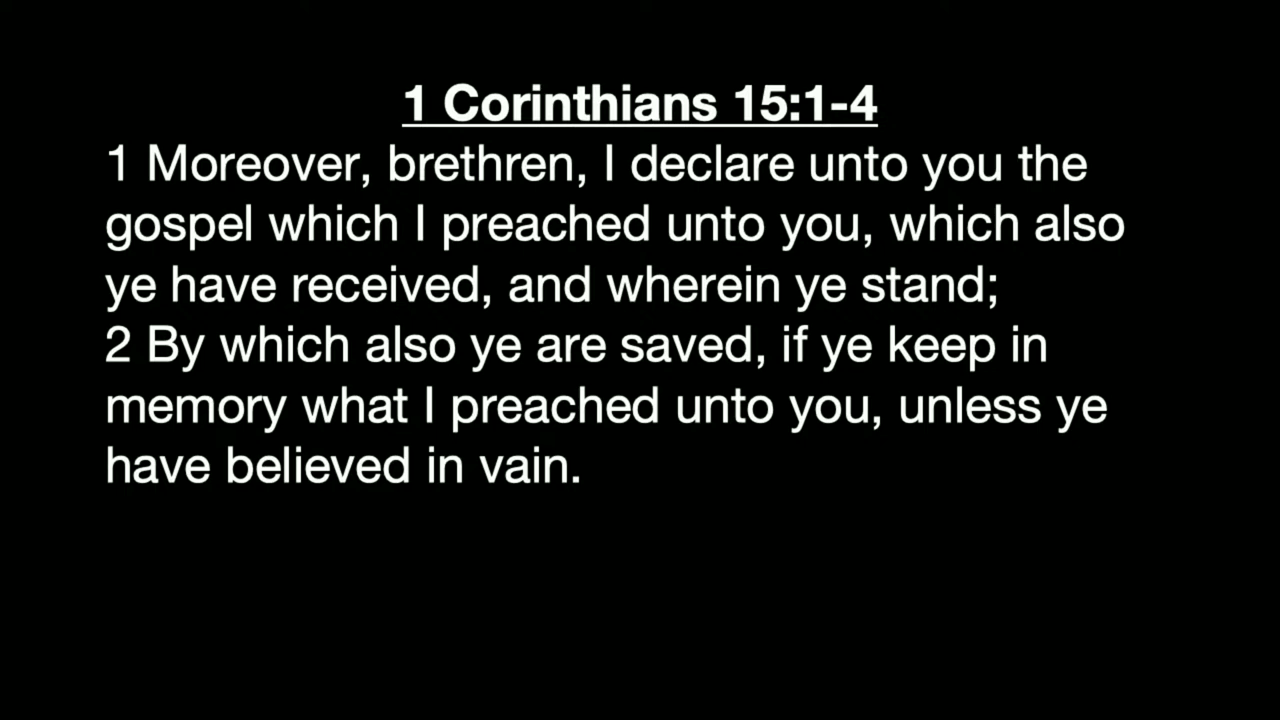 1 Corinthians 15:1-4
1 Moreover, brethren, I declare unto you the
gospel which I preached unto you, which also
ye have received, and wherein ye stand;
2 By which also ye are saved, if ye keep in
memory what I preached unto you, unless ye
have believed in vain.